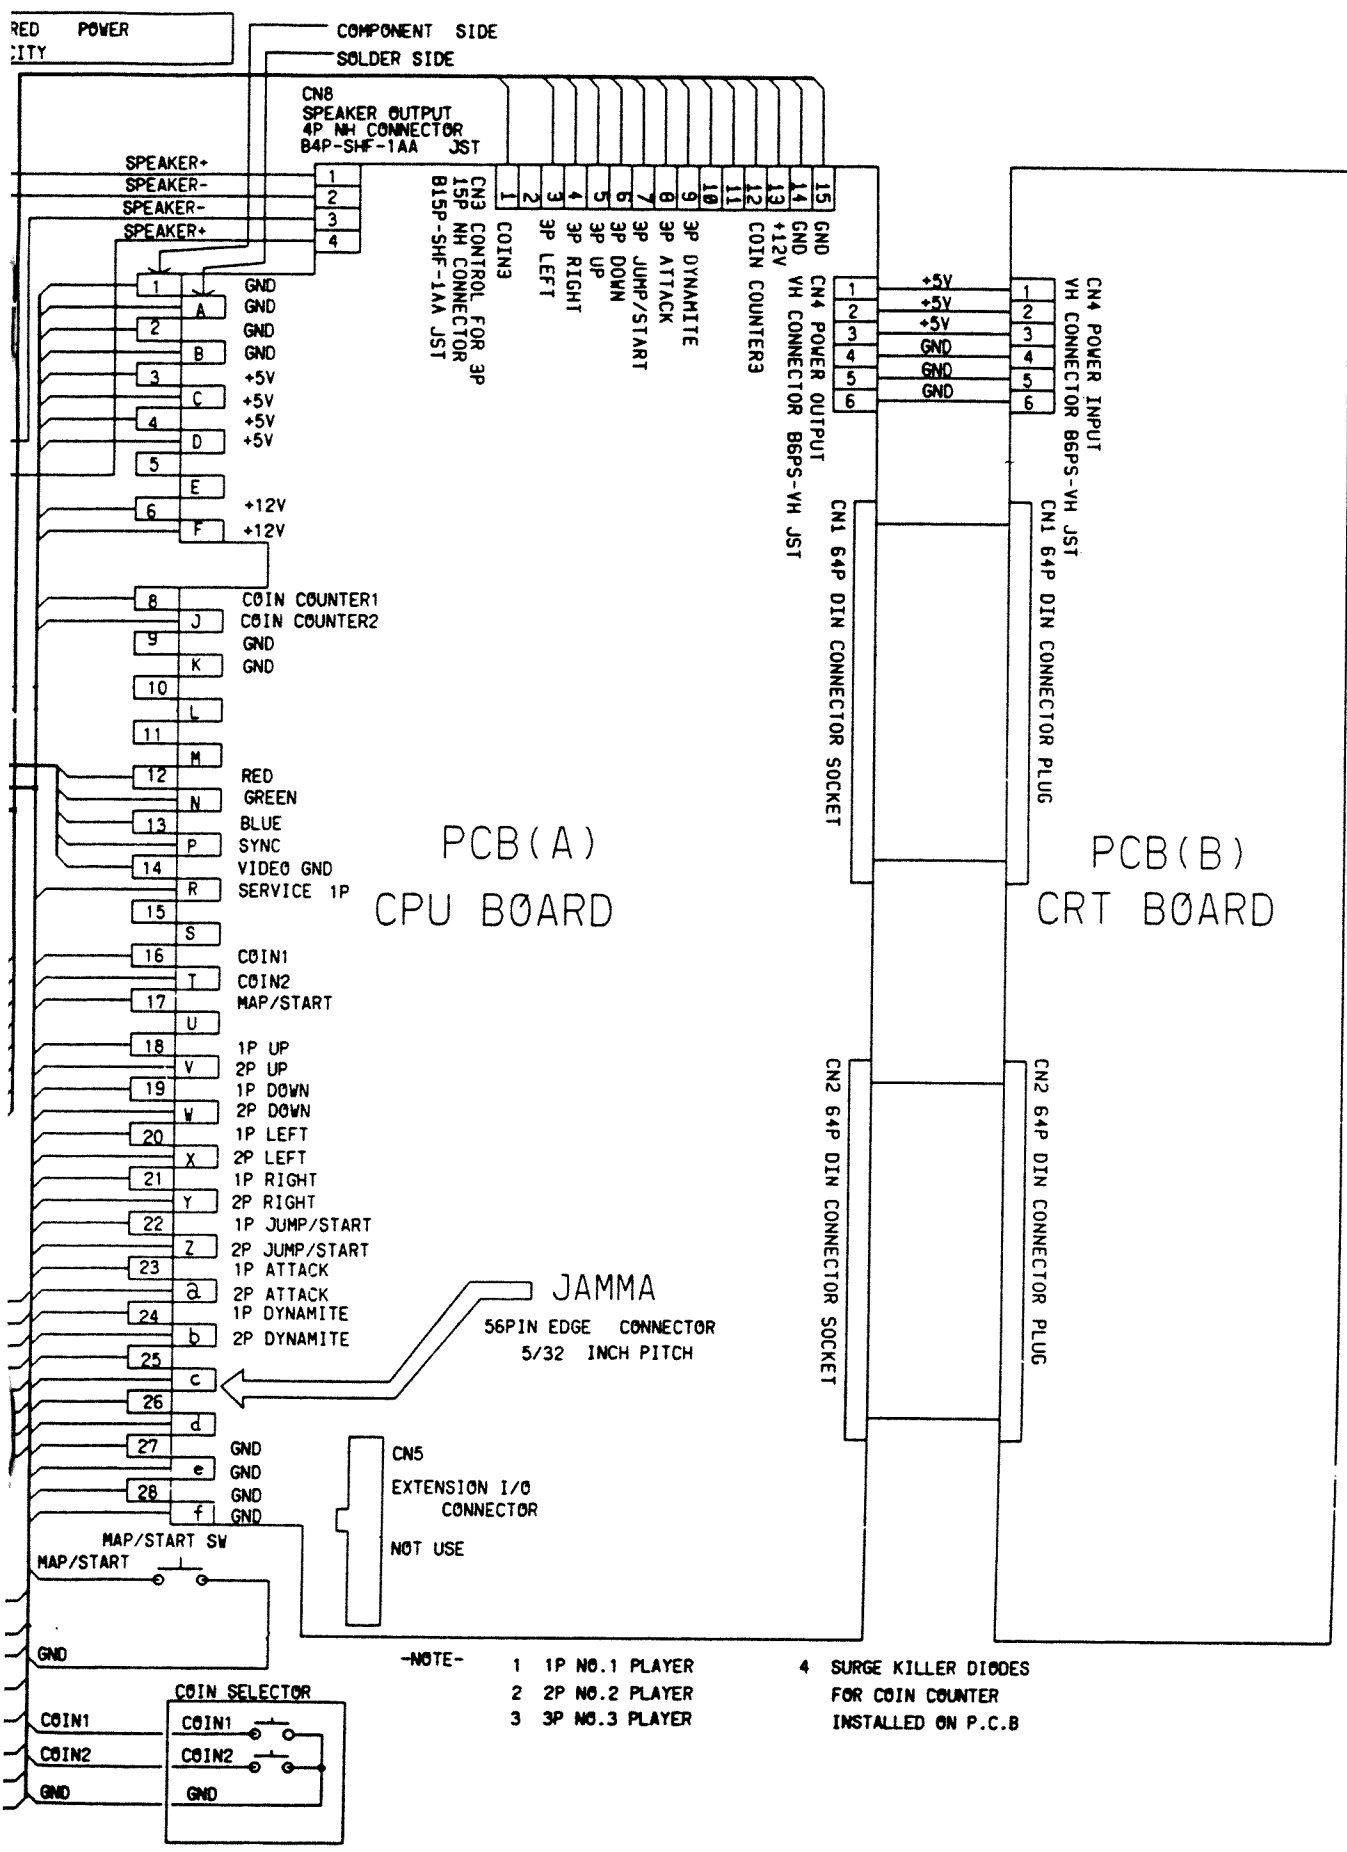 RED POWER
CITY
COMPONENT SIDE
SOLDER SIDE
CN8
SPEAKER OUTPUT
4P NH CONNECTOR
B4P-SHF-1AA JST
SPEAKER+
SPEAKER-
SPEAKER-
SPEAKER+
1
2
3
4
CN3 CONTROL FOR 3P
15P NH CONNECTOR
B15P-SHF-1AA JST
1 COIN3
2
3 3P LEFT
4 3P RIGHT
5 3P UP
6 3P DOWN
7 3P JUMP/START
8 3P ATTACK
9 3P DYNAMITE
10
11
12 COIN COUNTER3
13 +12V
14 GND
15 GND
CN4 POWER OUTPUT
VH CONNECTOR B6PS-VH JST
1 +5V 1
2 +5V 2
3 +5V 3
4 GND 4
5 GND 5
6 GND 6
CN4 POWER INPUT
VH CONNECTOR B6PS-VH JST
1 GND
A GND
2 GND
B GND
3 +5V
C +5V
4 +5V
D +5V
5
E
6 +12V
F +12V
8 COIN COUNTER1
J COIN COUNTER2
9 GND
K GND
10
L
11
M
12 RED
N GREEN
13 BLUE
P SYNC
14 VIDEO GND
R SERVICE 1P
15
S
16 COIN1
T COIN2
17 MAP/START
U
18 1P UP
V 2P UP
19 1P DOWN
W 2P DOWN
20 1P LEFT
X 2P LEFT
21 1P RIGHT
Y 2P RIGHT
22 1P JUMP/START
Z 2P JUMP/START
23 1P ATTACK
a 2P ATTACK
24 1P DYNAMITE
b 2P DYNAMITE
25
c
26
d
27 GND
e GND
28 GND
f GND
PCB(A)
CPU BOARD
CN1 64P DIN CONNECTOR SOCKET
CN1 64P DIN CONNECTOR PLUG
PCB(B)
CRT BOARD
CN2 64P DIN CONNECTOR SOCKET
CN2 64P DIN CONNECTOR PLUG
JAMMA
56PIN EDGE CONNECTOR
5/32 INCH PITCH
CN5
EXTENSION I/O
CONNECTOR
NOT USE
MAP/START SW
MAP/START
GND
COIN SELECTOR
COIN1 COIN1
COIN2 COIN2
GND GND
-NOTE-
1 1P NO.1 PLAYER
2 2P NO.2 PLAYER
3 3P NO.3 PLAYER
4 SURGE KILLER DIODES
FOR COIN COUNTER
INSTALLED ON P.C.B